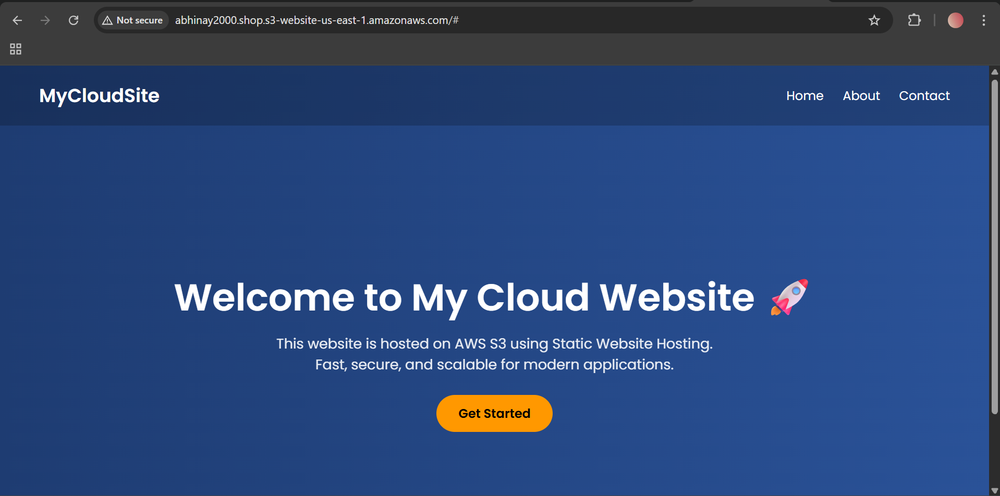 Not secure abhinay2000.shop.s3-website-us-east-1.amazonaws.com/#
MyCloudSite Home About Contact
Welcome to My Cloud Website 🚀
This website is hosted on AWS S3 using Static Website Hosting.
Fast, secure, and scalable for modern applications.
Get Started